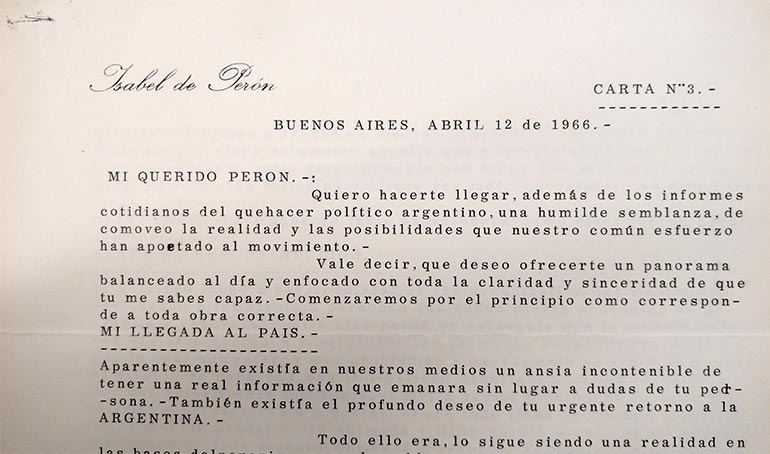 Isabel de Perón
CARTA N"3.-
BUENOS AIRES, ABRIL 12 de 1966.-
MI QUERIDO PERON.-:
Quiero hacerte llegar, además de los informes
cotidianos del quehacer político argentino, una humilde semblanza, de
comoveo la realidad y las posibilidades que nuestro común esfuerzo
han apoetado al movimiento.-
Vale decir, que deseo ofrecerte un panorama
balanceado al día y enfocado con toda la claridad y sinceridad de que
tu me sabes capaz.-Comenzaremos por el principio como correspon-
de a toda obra correcta.-
MI LLEGADA AL PAIS.-
Aparentemente existía en nuestros medios un ansia incontenible de
tener una real información que emanara sin lugar a dudas de tu per-
-sona.-También existía el profundo deseo de tu urgente retorno a la
ARGENTINA.-
Todo ello era, lo sigue siendo una realidad en
las bases